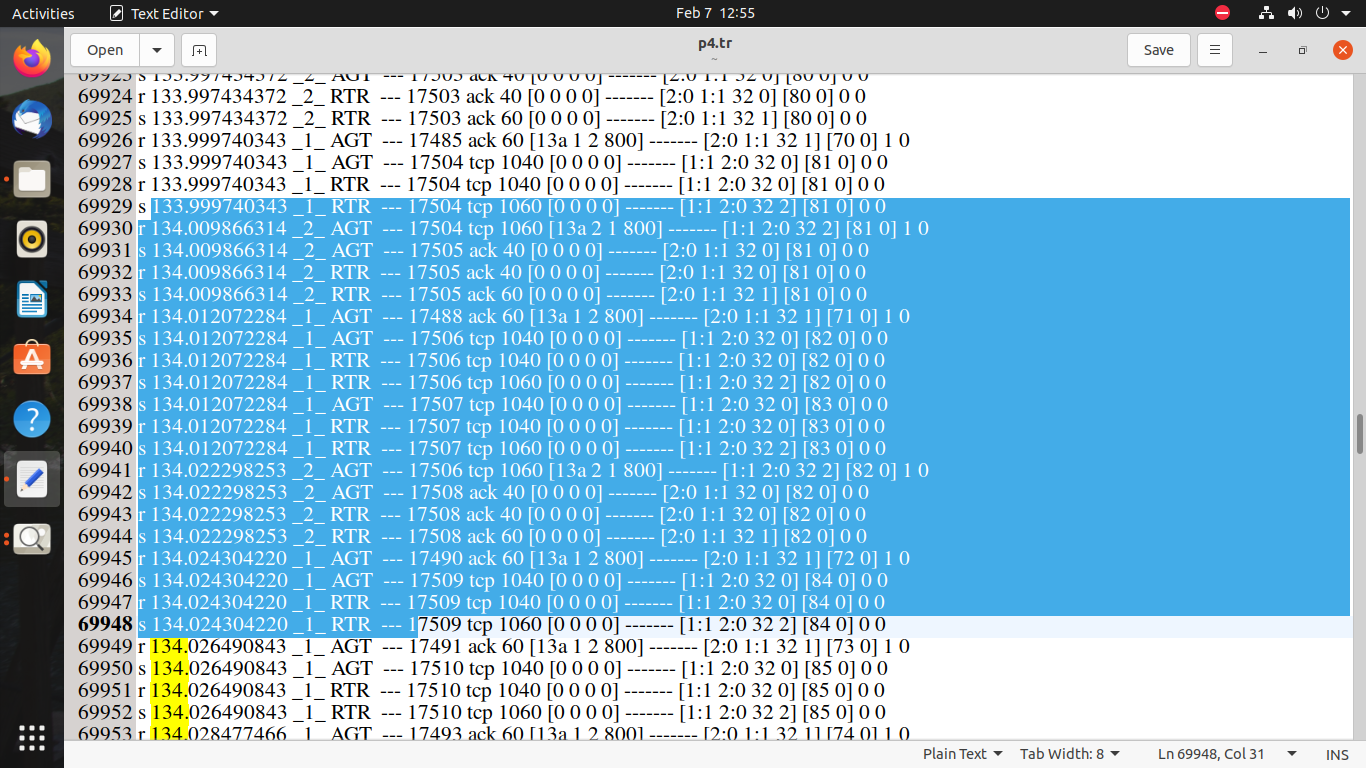 Activities Text Editor Feb 7 12:55
Open p4.tr Save
~
69923 s 133.997434372 _2_ AGT --- 17503 ack 40 [0 0 0 0] ------- [2:0 1:1 32 0] [80 0] 0 0
69924 r 133.997434372 _2_ RTR --- 17503 ack 40 [0 0 0 0] ------- [2:0 1:1 32 0] [80 0] 0 0
69925 s 133.997434372 _2_ RTR --- 17503 ack 60 [0 0 0 0] ------- [2:0 1:1 32 1] [80 0] 0 0
69926 r 133.999740343 _1_ AGT --- 17485 ack 60 [13a 1 2 800] ------- [2:0 1:1 32 1] [70 0] 1 0
69927 s 133.999740343 _1_ AGT --- 17504 tcp 1040 [0 0 0 0] ------- [1:1 2:0 32 0] [81 0] 0 0
69928 r 133.999740343 _1_ RTR --- 17504 tcp 1040 [0 0 0 0] ------- [1:1 2:0 32 0] [81 0] 0 0
69929 s 133.999740343 _1_ RTR --- 17504 tcp 1060 [0 0 0 0] ------- [1:1 2:0 32 2] [81 0] 0 0
69930 r 134.009866314 _2_ AGT --- 17504 tcp 1060 [13a 2 1 800] ------- [1:1 2:0 32 2] [81 0] 1 0
69931 s 134.009866314 _2_ AGT --- 17505 ack 40 [0 0 0 0] ------- [2:0 1:1 32 0] [81 0] 0 0
69932 r 134.009866314 _2_ RTR --- 17505 ack 40 [0 0 0 0] ------- [2:0 1:1 32 0] [81 0] 0 0
69933 s 134.009866314 _2_ RTR --- 17505 ack 60 [0 0 0 0] ------- [2:0 1:1 32 1] [81 0] 0 0
69934 r 134.012072284 _1_ AGT --- 17488 ack 60 [13a 1 2 800] ------- [2:0 1:1 32 1] [71 0] 1 0
69935 s 134.012072284 _1_ AGT --- 17506 tcp 1040 [0 0 0 0] ------- [1:1 2:0 32 0] [82 0] 0 0
69936 r 134.012072284 _1_ RTR --- 17506 tcp 1040 [0 0 0 0] ------- [1:1 2:0 32 0] [82 0] 0 0
69937 s 134.012072284 _1_ RTR --- 17506 tcp 1060 [0 0 0 0] ------- [1:1 2:0 32 2] [82 0] 0 0
69938 s 134.012072284 _1_ AGT --- 17507 tcp 1040 [0 0 0 0] ------- [1:1 2:0 32 0] [83 0] 0 0
69939 r 134.012072284 _1_ RTR --- 17507 tcp 1040 [0 0 0 0] ------- [1:1 2:0 32 0] [83 0] 0 0
69940 s 134.012072284 _1_ RTR --- 17507 tcp 1060 [0 0 0 0] ------- [1:1 2:0 32 2] [83 0] 0 0
69941 r 134.022298253 _2_ AGT --- 17506 tcp 1060 [13a 2 1 800] ------- [1:1 2:0 32 2] [82 0] 1 0
69942 s 134.022298253 _2_ AGT --- 17508 ack 40 [0 0 0 0] ------- [2:0 1:1 32 0] [82 0] 0 0
69943 r 134.022298253 _2_ RTR --- 17508 ack 40 [0 0 0 0] ------- [2:0 1:1 32 0] [82 0] 0 0
69944 s 134.022298253 _2_ RTR --- 17508 ack 60 [0 0 0 0] ------- [2:0 1:1 32 1] [82 0] 0 0
69945 r 134.024304220 _1_ AGT --- 17490 ack 60 [13a 1 2 800] ------- [2:0 1:1 32 1] [72 0] 1 0
69946 s 134.024304220 _1_ AGT --- 17509 tcp 1040 [0 0 0 0] ------- [1:1 2:0 32 0] [84 0] 0 0
69947 r 134.024304220 _1_ RTR --- 17509 tcp 1040 [0 0 0 0] ------- [1:1 2:0 32 0] [84 0] 0 0
69948 s 134.024304220 _1_ RTR --- 17509 tcp 1060 [0 0 0 0] ------- [1:1 2:0 32 2] [84 0] 0 0
69949 r 134.026490843 _1_ AGT --- 17491 ack 60 [13a 1 2 800] ------- [2:0 1:1 32 1] [73 0] 1 0
69950 s 134.026490843 _1_ AGT --- 17510 tcp 1040 [0 0 0 0] ------- [1:1 2:0 32 0] [85 0] 0 0
69951 r 134.026490843 _1_ RTR --- 17510 tcp 1040 [0 0 0 0] ------- [1:1 2:0 32 0] [85 0] 0 0
69952 s 134.026490843 _1_ RTR --- 17510 tcp 1060 [0 0 0 0] ------- [1:1 2:0 32 2] [85 0] 0 0
69953 r 134.028477466 _1_ AGT --- 17493 ack 60 [13a 1 2 800] ------- [2:0 1:1 32 1] [74 0] 1 0
Plain Text Tab Width: 8 Ln 69948, Col 31 INS